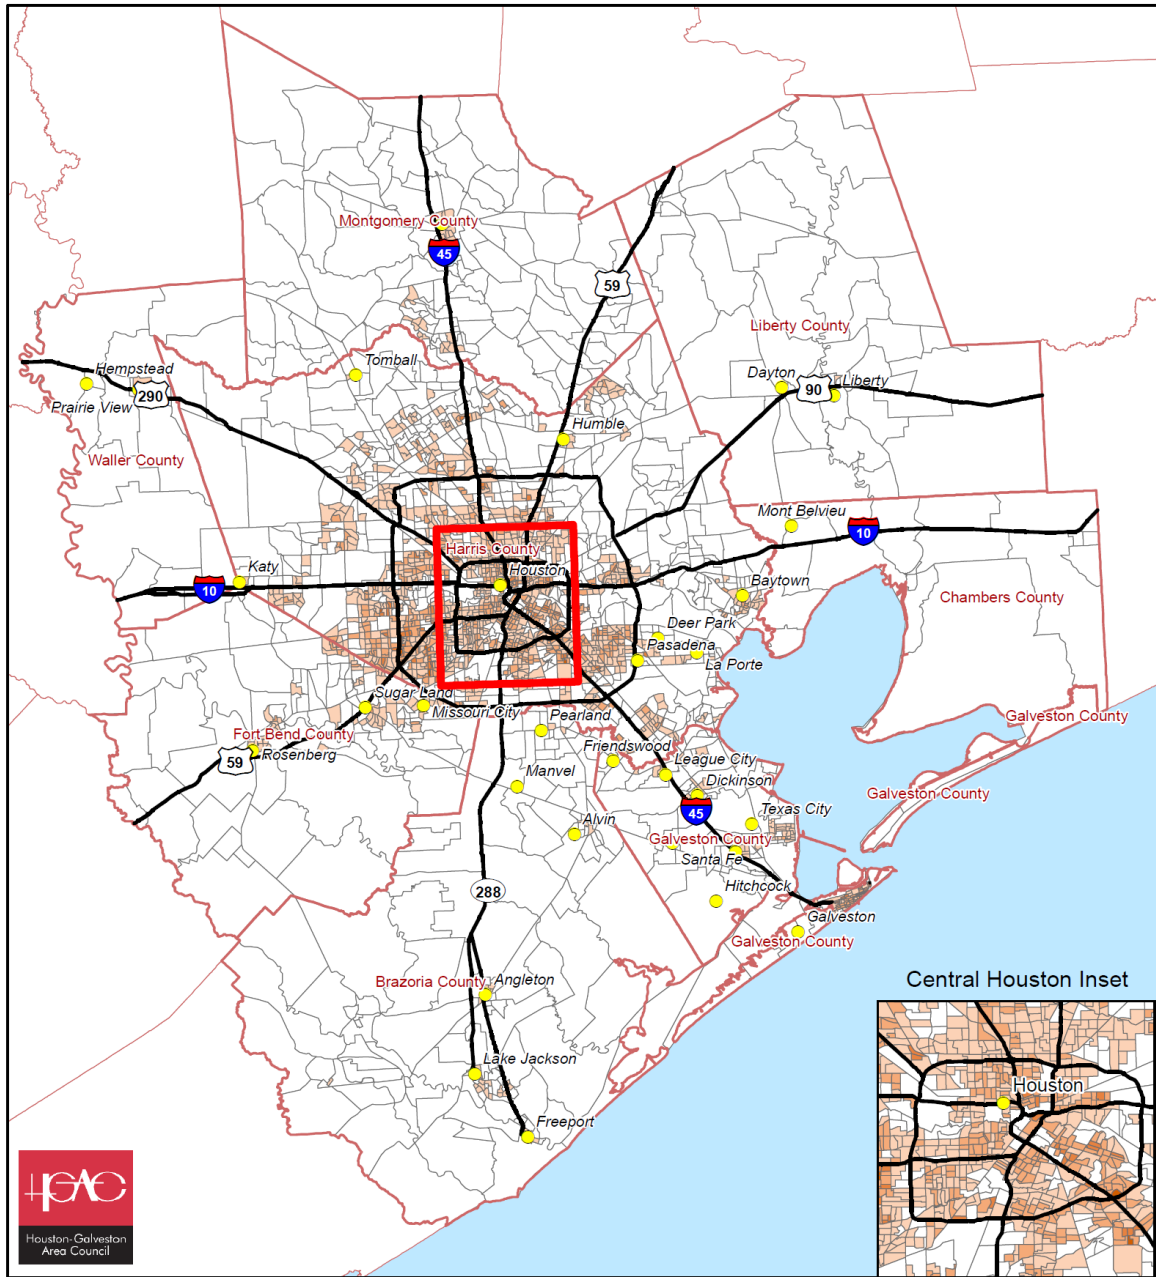 Montgomery County
45
59
Liberty County
Tomball
Hempstead
Dayton
Liberty
90
290
Prairie View
Humble
Waller County
Mont Belvieu
10
Harris County
Katy
Houston
10
Baytown
Chambers County
Deer Park
Pasadena
La Porte
Sugar Land
Missouri City
Pearland
Galveston County
Fort Bend County
Rosenberg
59
Friendswood
League City
Manvel
Dickinson
Galveston County
45
Texas City
Alvin
Galveston County
Santa Fe
288
Hitchcock
Galveston
Galveston County
Brazoria County
Angleton
Central Houston Inset
Lake Jackson
Houston
Freeport
HGAC
Houston-Galveston
Area Council